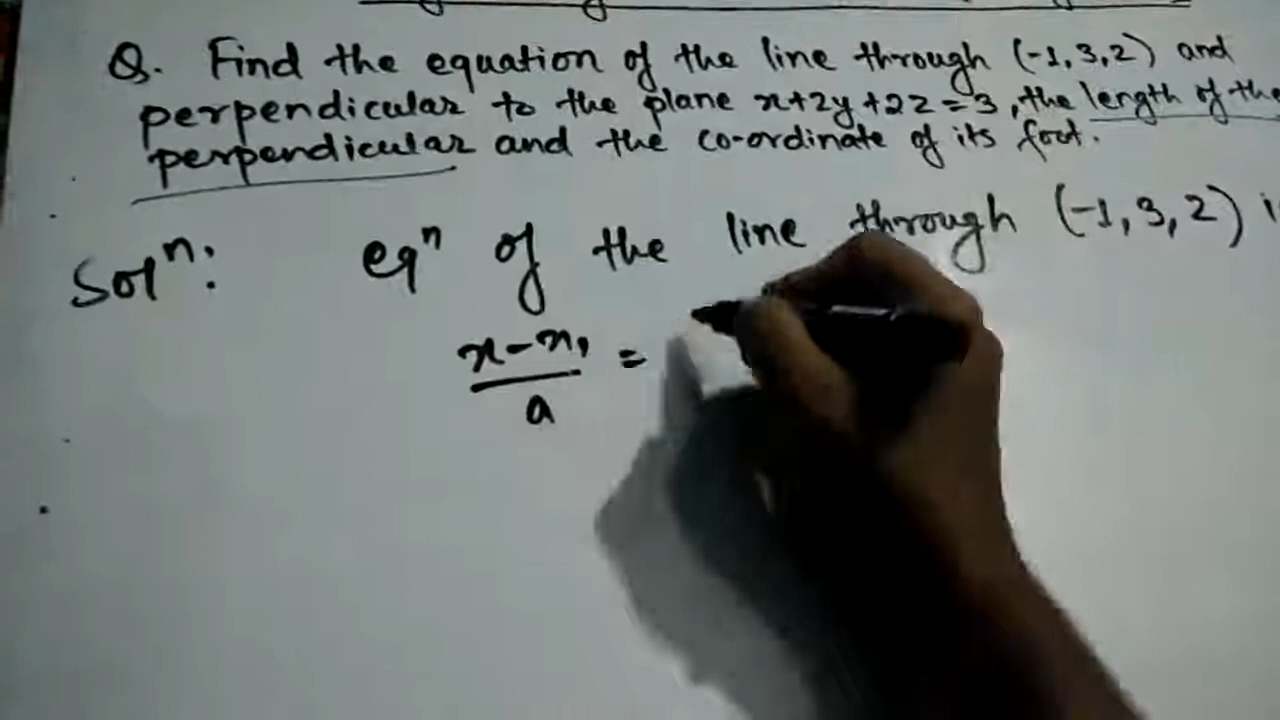 Q. Find the equation of the line through (-1,3,2) and
perpendicular to the plane x+2y+2z=3, the length of the
perpendicular and the co-ordinate of its foot.
Solⁿ: eqⁿ of the line through (-1,3,2)
x-x₁/a =